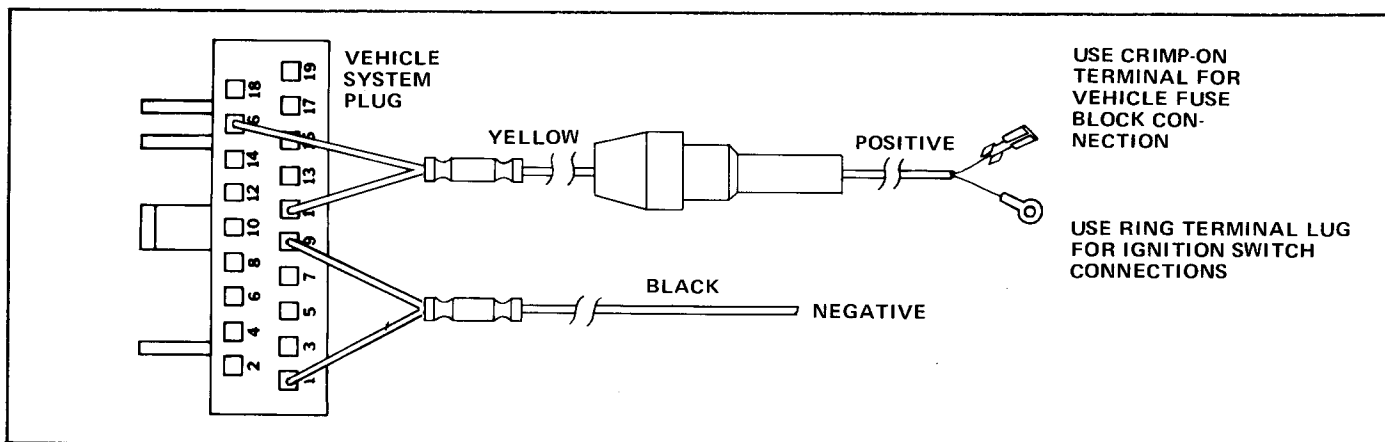 VEHICLE
SYSTEM
PLUG
19
18
17
14
13
12
10
9
8
7
6
5
4
3
2
1
YELLOW
POSITIVE
USE CRIMP-ON
TERMINAL FOR
VEHICLE FUSE
BLOCK CON-
NECTION
USE RING TERMINAL LUG
FOR IGNITION SWITCH
CONNECTIONS
BLACK
NEGATIVE